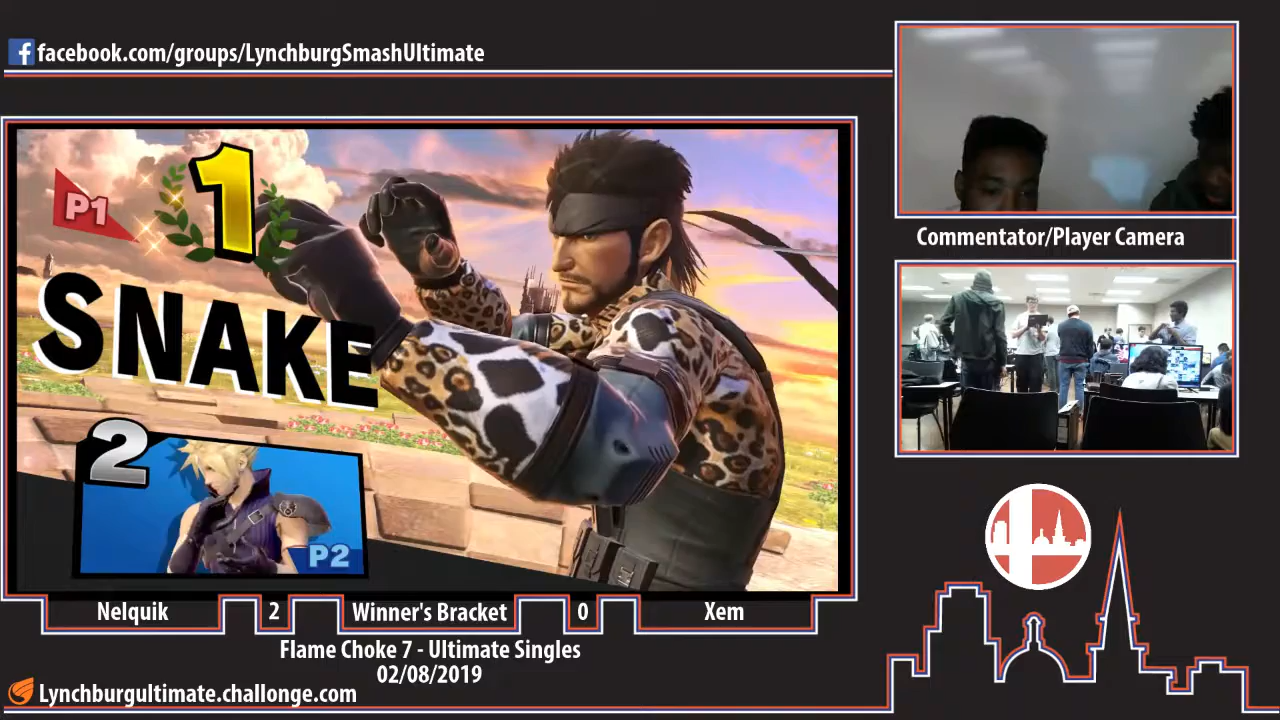 facebook.com/groups/LynchburgSmashUltimate
P1
1
SNAKE
2
P2
Commentator/Player Camera
Nelquik
2
Winner's Bracket
0
Xem
Flame Choke 7 - Ultimate Singles
02/08/2019
Lynchburgultimate.challonge.com